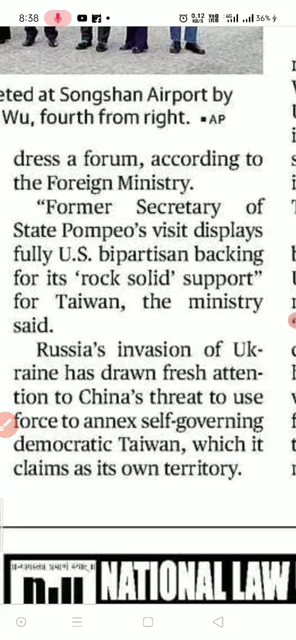 8:38
0.12
KB/S
36%
eted at Songshan Airport by
Wu, fourth from right. ▪AP
dress a forum, according to
the Foreign Ministry.
“Former Secretary of
State Pompeo’s visit displays
fully U.S. bipartisan backing
for its ‘rock solid’ support”
for Taiwan, the ministry
said.
Russia’s invasion of Uk-
raine has drawn fresh atten-
tion to China’s threat to use
force to annex self-governing
democratic Taiwan, which it
claims as its own territory.
NATIONAL LAW